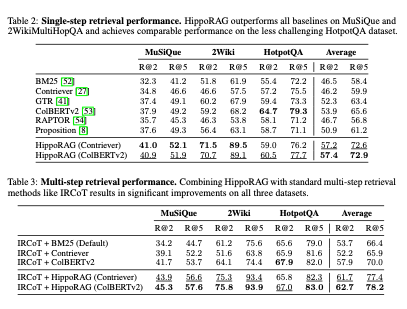 Table 2: Single-step retrieval performance. HippoRAG outperforms all baselines on MuSiQue and
2WikiMultiHopQA and achieves comparable performance on the less challenging HotpotQA dataset.
MuSiQue 2Wiki HotpotQA Average
R@2 R@5 R@2 R@5 R@2 R@5 R@2 R@5
BM25 [52] 32.3 41.2 51.8 61.9 55.4 72.2 46.5 58.4
Contriever [27] 34.8 46.6 46.6 57.5 57.2 75.5 46.2 59.9
GTR [41] 37.4 49.1 60.2 67.9 59.4 73.3 52.3 63.4
ColBERTv2 [53] 37.9 49.2 59.2 68.2 64.7 79.3 53.9 65.6
RAPTOR [54] 35.7 45.3 46.3 53.8 58.1 71.2 46.7 56.8
Proposition [8] 37.6 49.3 56.4 63.1 58.7 71.1 50.9 61.2
HippoRAG (Contriever) 41.0 52.1 71.5 89.5 59.0 76.2 57.2 72.6
HippoRAG (ColBERTv2) 40.9 51.9 70.7 89.1 60.5 77.7 57.4 72.9
Table 3: Multi-step retrieval performance. Combining HippoRAG with standard multi-step retrieval
methods like IRCoT results in significant improvements on all three datasets.
MuSiQue 2Wiki HotpotQA Average
R@2 R@5 R@2 R@5 R@2 R@5 R@2 R@5
IRCoT + BM25 (Default) 34.2 44.7 61.2 75.6 65.6 79.0 53.7 66.4
IRCoT + Contriever 39.1 52.2 51.6 63.8 65.9 81.6 52.2 65.9
IRCoT + ColBERTv2 41.7 53.7 64.1 74.4 67.9 82.0 57.9 70.0
IRCoT + HippoRAG (Contriever) 43.9 56.6 75.3 93.4 65.8 82.3 61.7 77.4
IRCoT + HippoRAG (ColBERTv2) 45.3 57.6 75.8 93.9 67.0 83.0 62.7 78.2